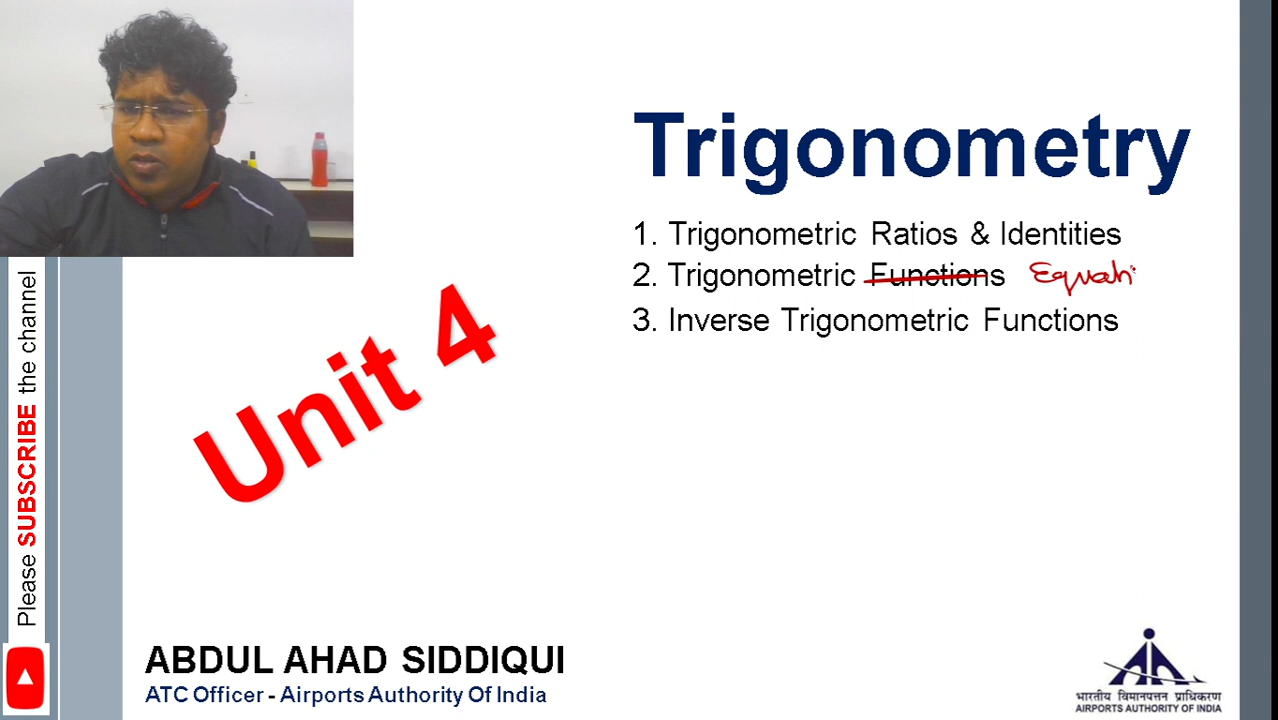 Trigonometry
1. Trigonometric Ratios & Identities
2. Trigonometric Functions Equati
3. Inverse Trigonometric Functions
Unit 4
Please SUBSCRIBE the channel
ABDUL AHAD SIDDIQUI
ATC Officer - Airports Authority Of India
भारतीय विमानपत्तन प्राधिकरण
AIRPORTS AUTHORITY OF INDIA